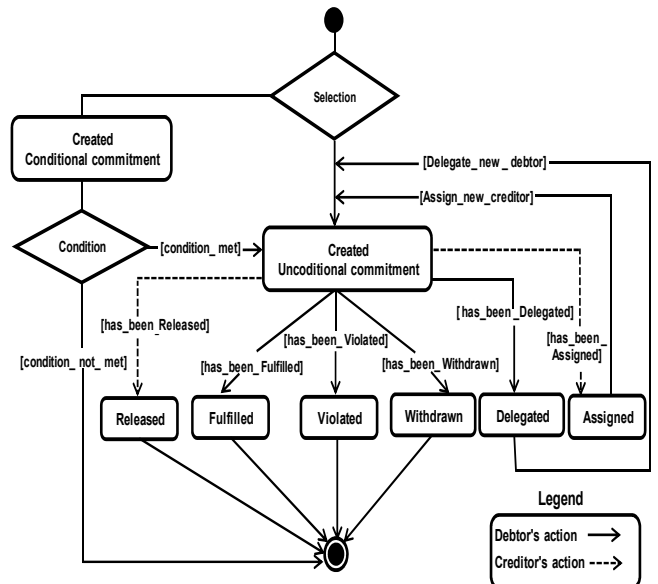 Selection
Created
Conditional commitment
[Delegate_new_debtor]
[Assign_new_creditor]
Condition
[condition_met]
Created
Uncoditional commitment
[has_been_Released]
[has_been_Violated]
[has_been_Delegated]
[has_been_
Assigned]
[condition_not_met]
[has_been_Fulfilled]
[has_been_Withdrawn]
Released
Fulfilled
Violated
Withdrawn
Delegated
Assigned
Legend
Debtor's action
Creditor's action